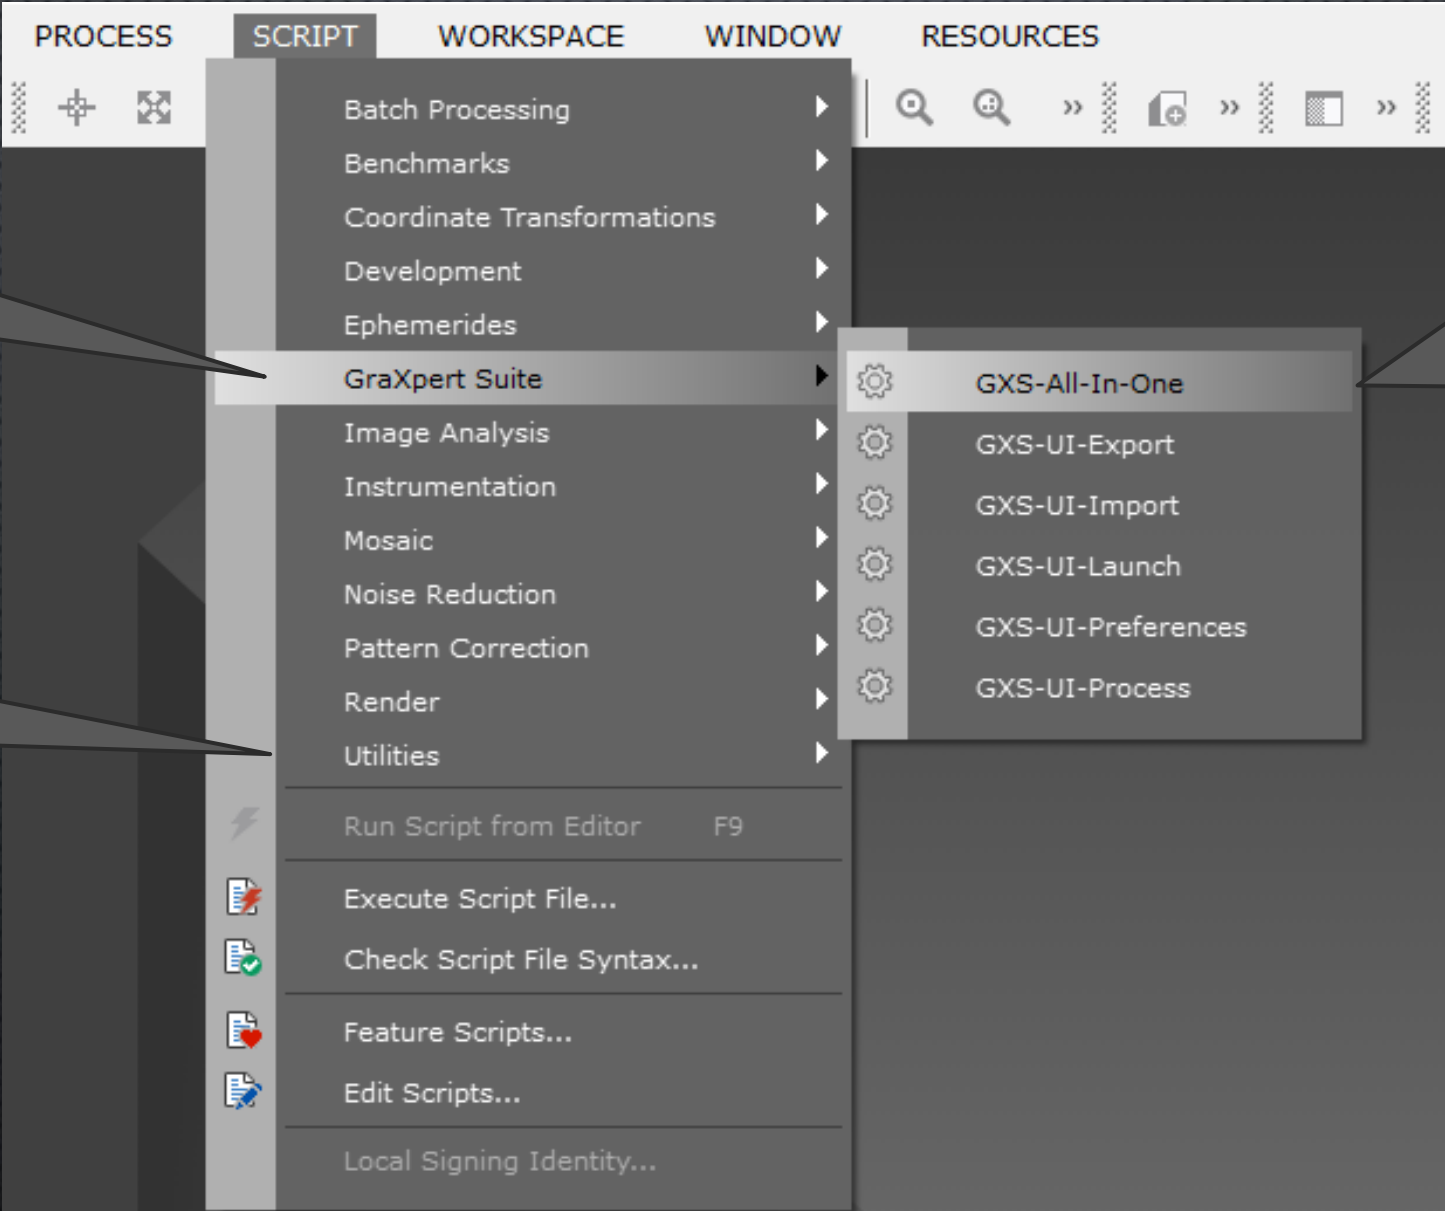 PROCESS SCRIPT WORKSPACE WINDOW RESOURCES
Batch Processing
Benchmarks
Coordinate Transformations
Development
Ephemerides
GraXpert Suite
Image Analysis
Instrumentation
Mosaic
Noise Reduction
Pattern Correction
Render
Utilities
Run Script from Editor F9
Execute Script File...
Check Script File Syntax...
Feature Scripts...
Edit Scripts...
Local Signing Identity...
GXS-All-In-One
GXS-UI-Export
GXS-UI-Import
GXS-UI-Launch
GXS-UI-Preferences
GXS-UI-Process